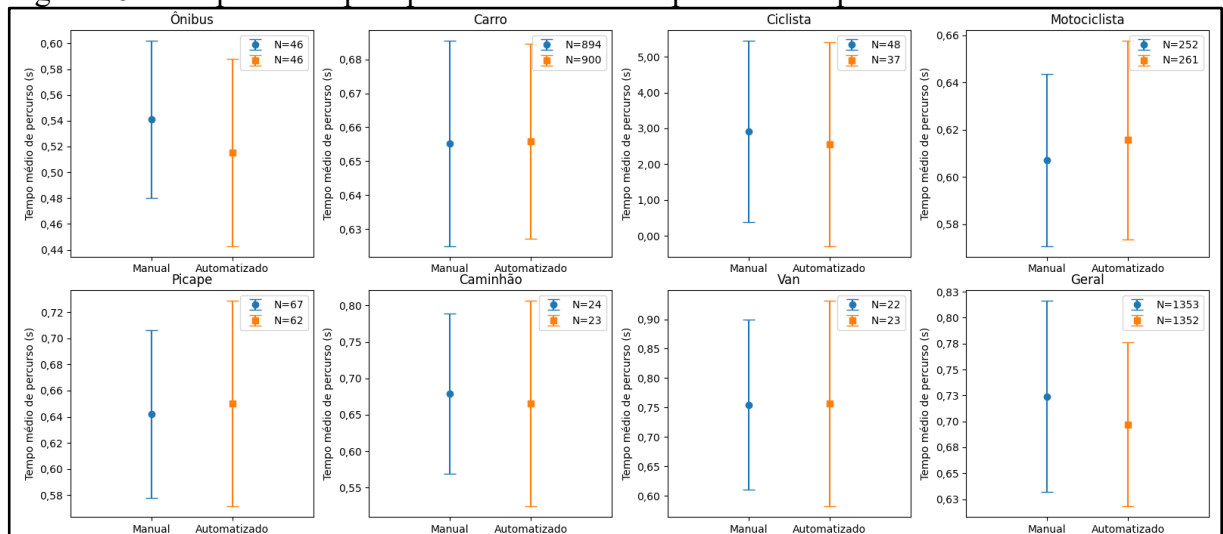 Ônibus
0,60
0,58
0,56
0,54
0,52
0,50
0,48
0,46
0,44
Tempo médio de percurso (s)
N=46
N=46
Manual Automatizado
Carro
0,68
0,67
0,66
0,65
0,64
0,63
Tempo médio de percurso (s)
N=894
N=900
Manual Automatizado
Ciclista
5,00
4,00
3,00
2,00
1,00
0,00
Tempo médio de percurso (s)
N=48
N=37
Manual Automatizado
Motociclista
0,66
0,64
0,62
0,60
0,58
Tempo médio de percurso (s)
N=252
N=261
Manual Automatizado
Picape
0,72
0,70
0,68
0,66
0,64
0,62
0,60
0,58
Tempo médio de percurso (s)
N=67
N=62
Manual Automatizado
Caminhão
0,80
0,75
0,70
0,65
0,60
0,55
Tempo médio de percurso (s)
N=24
N=23
Manual Automatizado
Van
0,90
0,85
0,80
0,75
0,70
0,65
0,60
Tempo médio de percurso (s)
N=22
N=23
Manual Automatizado
Geral
0,83
0,80
0,78
0,75
0,73
0,70
0,68
0,65
0,63
Tempo médio de percurso (s)
N=1353
N=1352
Manual Automatizado